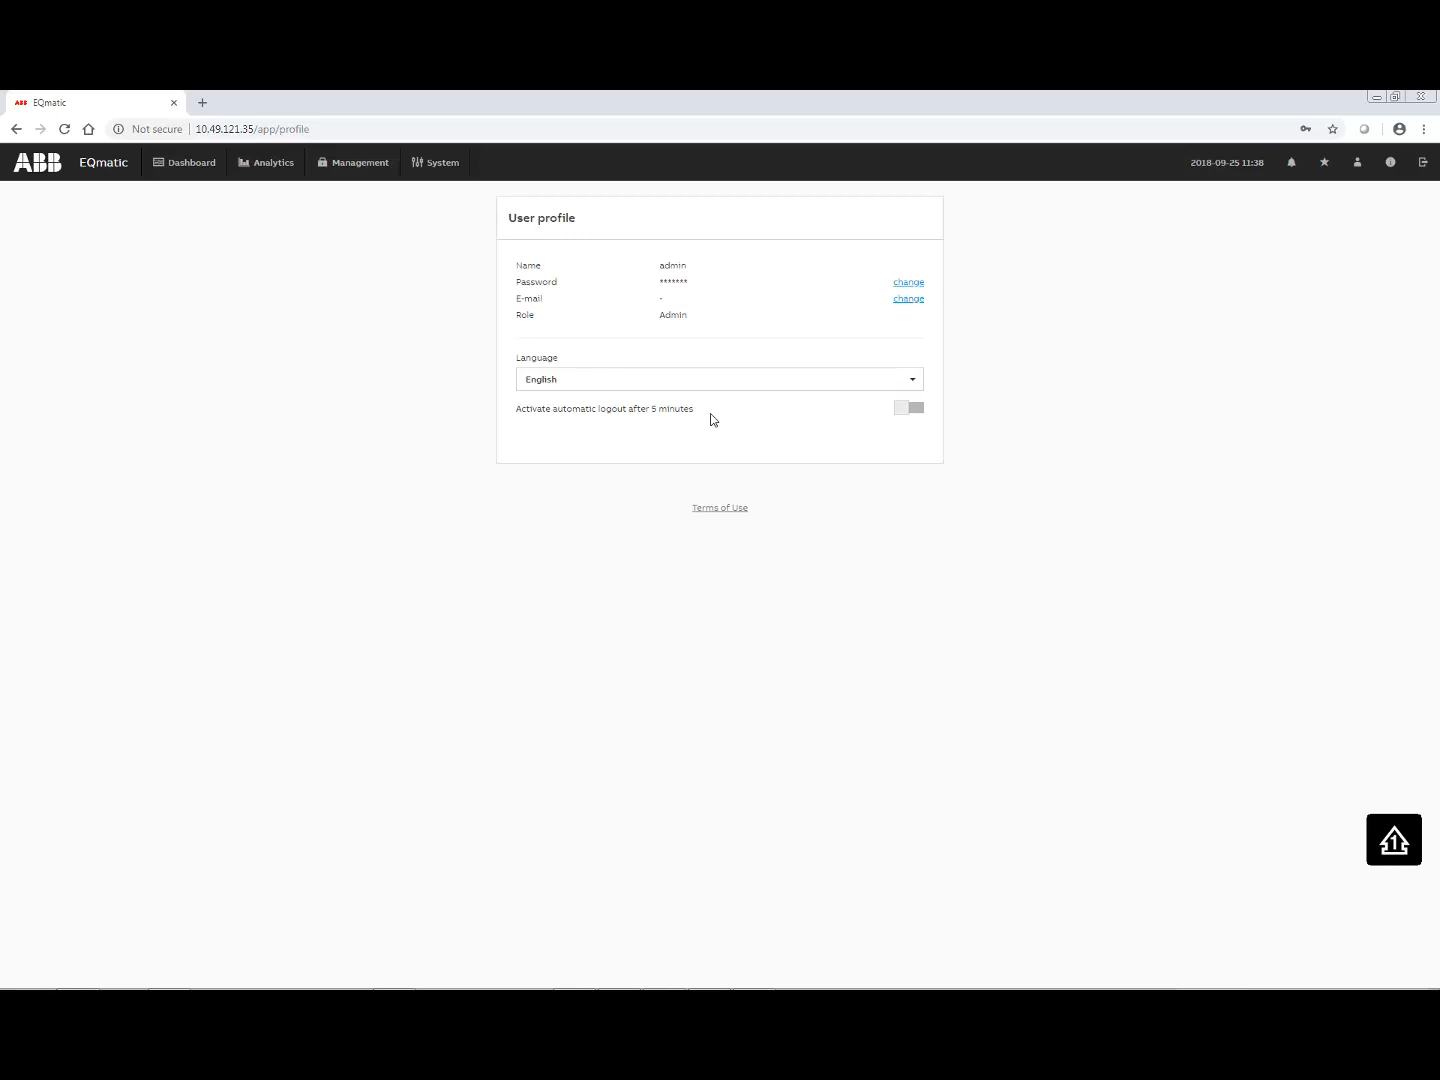 ABB EQmatic
Not secure 10.49.121.35/app/profile
ABB EQmatic Dashboard Analytics Management System 2018-09-25 11:38
User profile
Name admin
Password ******* change
E-mail - change
Role Admin
Language
English
Activate automatic logout after 5 minutes
Terms of Use
1